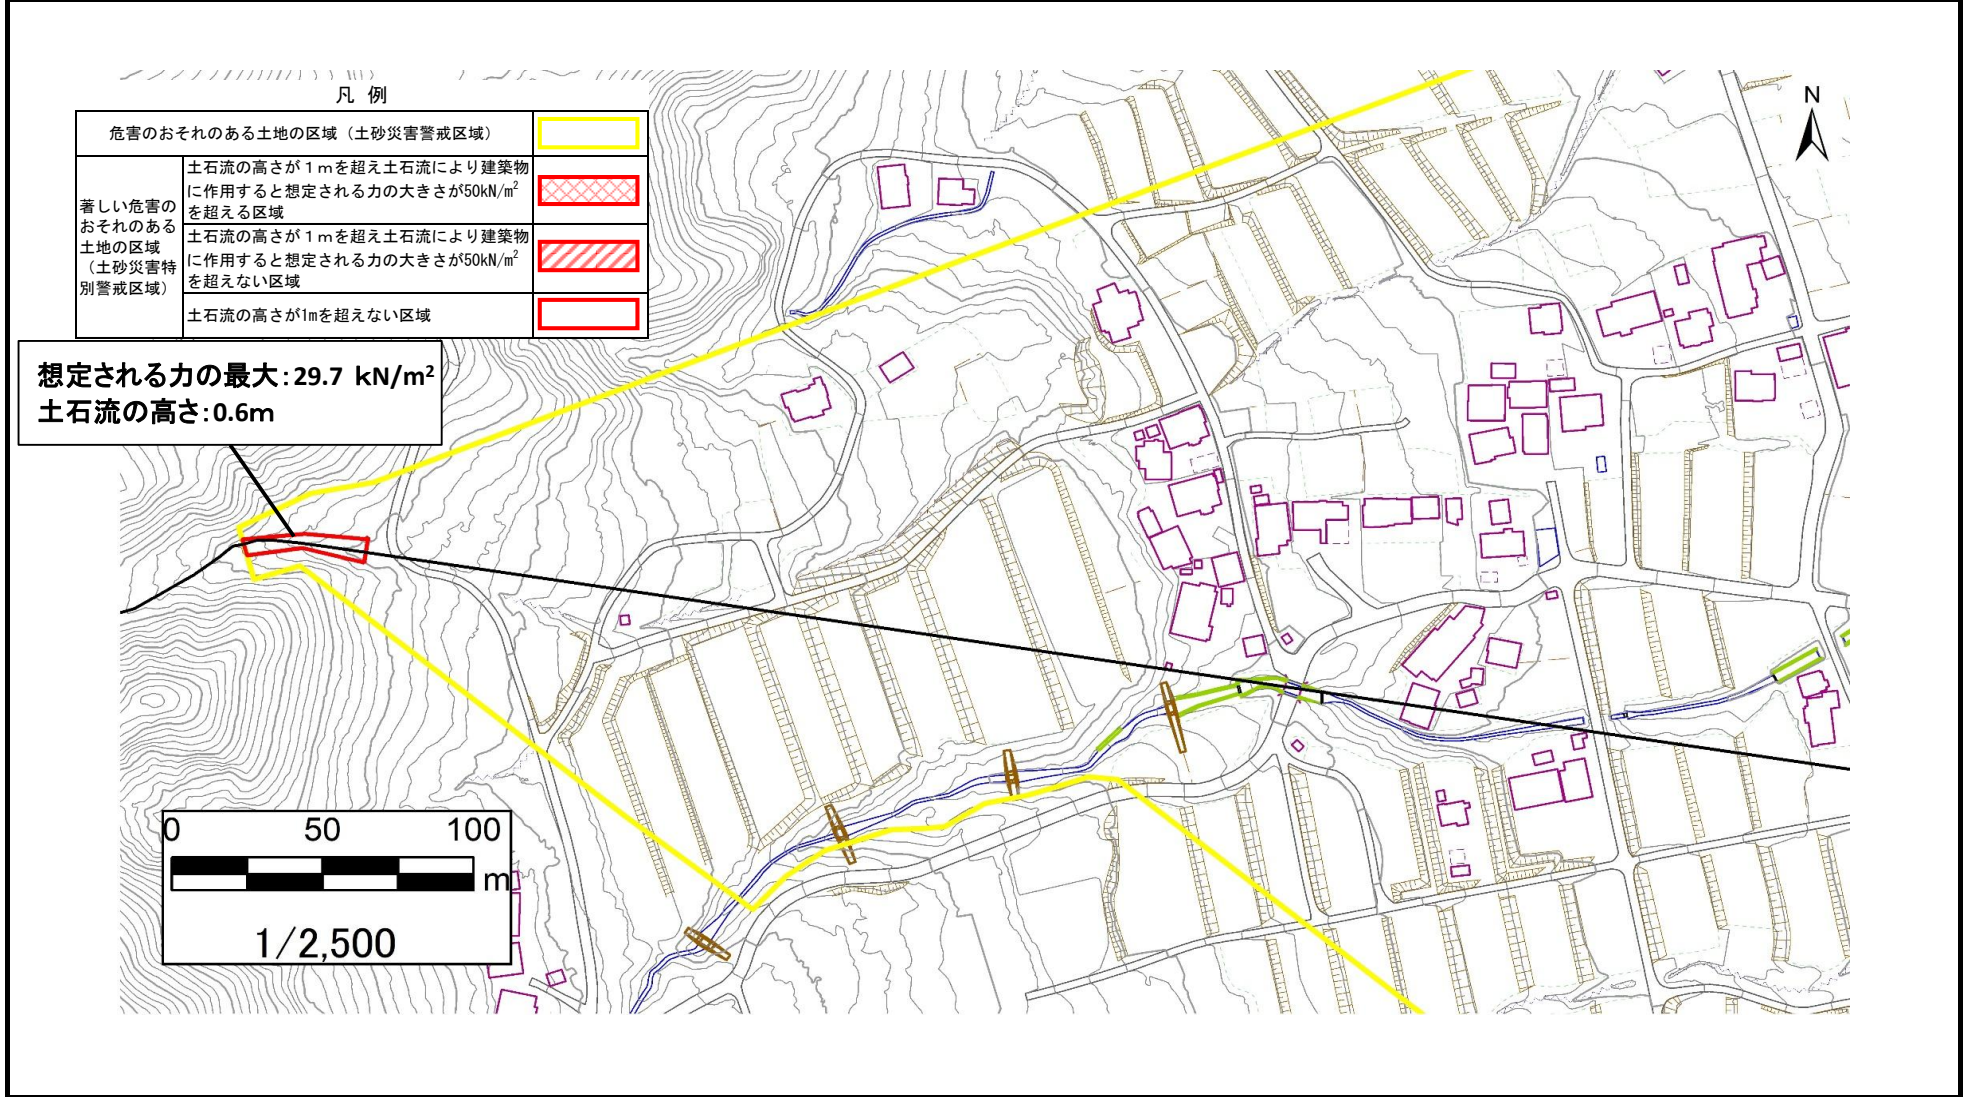 凡 例
危害のおそれのある土地の区域（土砂災害警戒区域）
著しい危害の
おそれのある
土地の区域
（土砂災害特
別警戒区域）
土石流の高さが１ｍを超え土石流により建築物
に作用すると想定される力の大きさが50kN/m²
を超える区域
土石流の高さが１ｍを超え土石流により建築物
に作用すると想定される力の大きさが50kN/m²
を超えない区域
土石流の高さが1mを超えない区域
想定される力の最大：29.7 kN/m²
土石流の高さ：0.6m
N
0 50 100
m
1/2,500